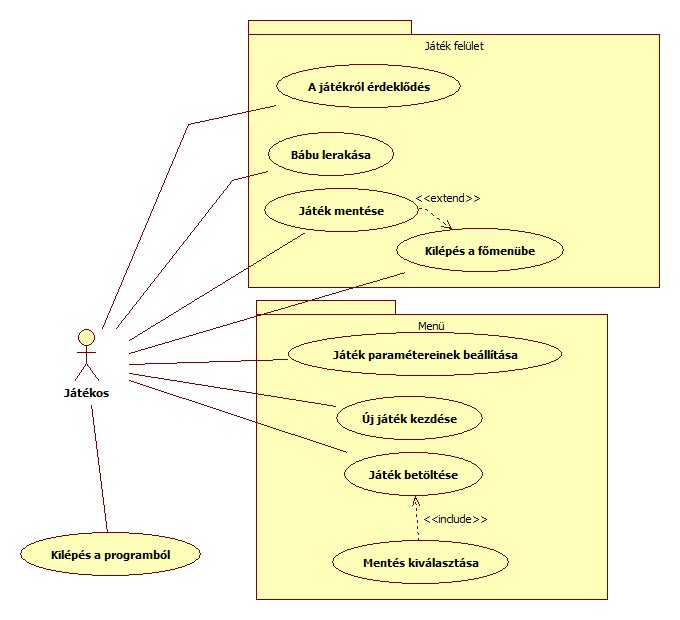 Játék felület
A játékról érdeklődés
Bábu lerakása
Játék mentése
<<extend>>
Kilépés a főmenübe
Menü
Játék paramétereinek beállítása
Játékos
Új játék kezdése
Játék betöltése
<<include>>
Kilépés a programból
Mentés kiválasztása